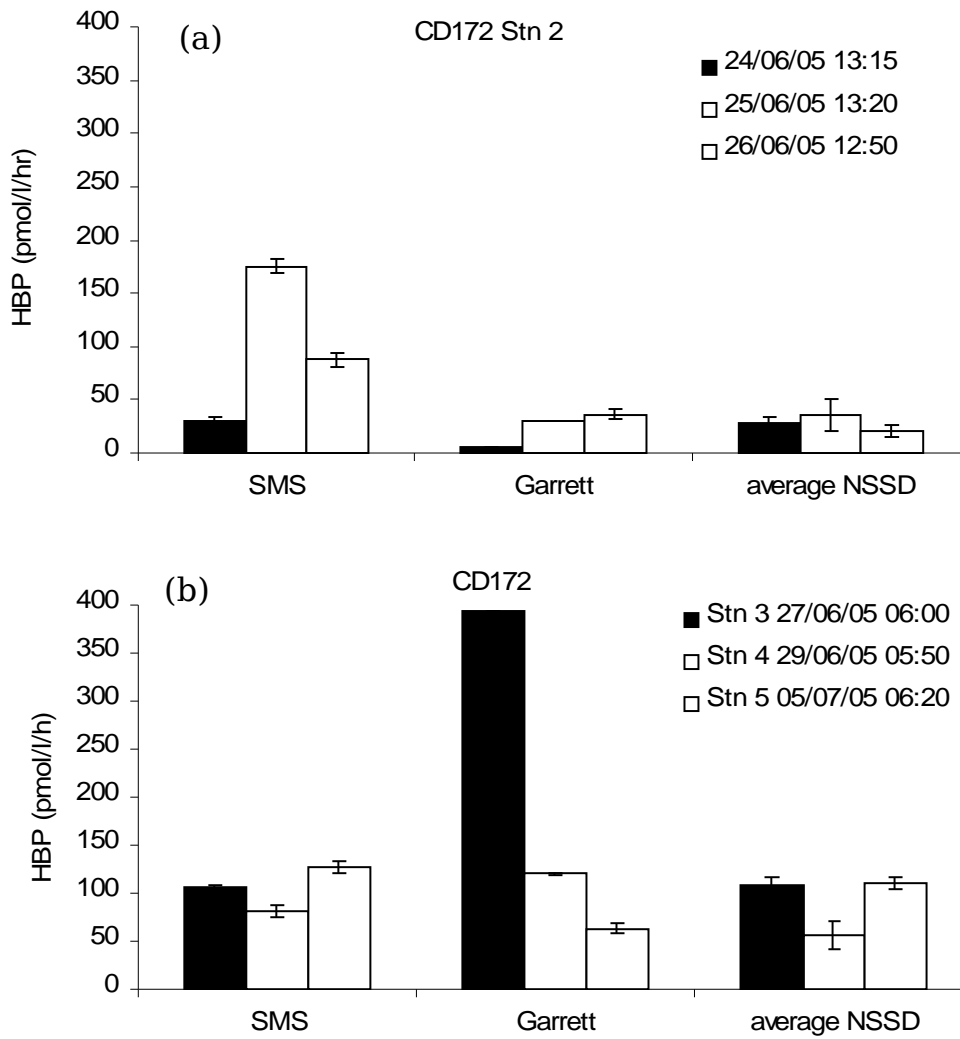 (a)
CD172 Stn 2
24/06/05 13:15
25/06/05 13:20
26/06/05 12:50
HBP (pmol/l/hr)
400
350
300
250
200
150
100
50
0
SMS Garrett average NSSD
(b)
CD172
Stn 3 27/06/05 06:00
Stn 4 29/06/05 05:50
Stn 5 05/07/05 06:20
HBP (pmol/l/h)
400
350
300
250
200
150
100
50
0
SMS Garrett average NSSD